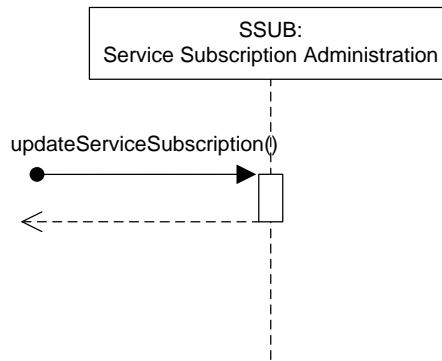 SSUB:
Service Subscription Administration
updateServiceSubscription()